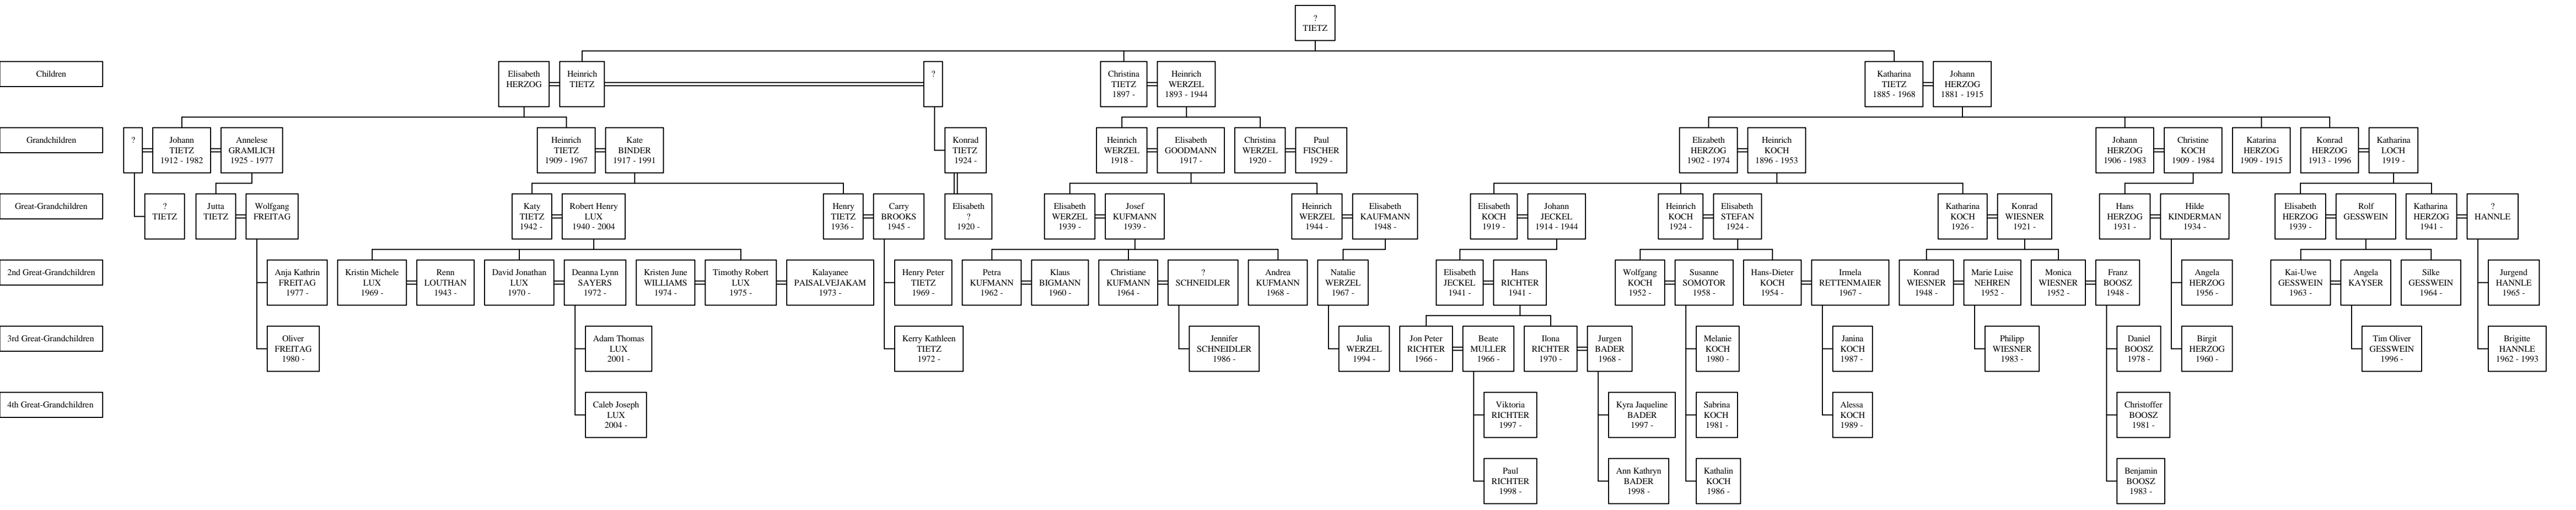 ?
TIETZ
Children
Elisabeth
HERZOG
Heinrich
TIETZ
?
Christina
TIETZ
1897 -
Heinrich
WERZEL
1893 - 1944
Katharina
TIETZ
1885 - 1968
Johann
HERZOG
1881 - 1915
Grandchildren
?
Johann
TIETZ
1912 - 1982
Annelese
GRAMLICH
1925 - 1977
Heinrich
TIETZ
1909 - 1967
Kate
BINDER
1917 - 1991
Konrad
TIETZ
1924 -
Heinrich
WERZEL
1918 -
Elisabeth
GOODMANN
1917 -
Christina
WERZEL
1920 -
Paul
FISCHER
1929 -
Elizabeth
HERZOG
1902 - 1974
Heinrich
KOCH
1896 - 1953
Johann
HERZOG
1906 - 1983
Christine
KOCH
1909 - 1984
Katarina
HERZOG
1909 - 1915
Konrad
HERZOG
1913 - 1996
Katharina
LOCH
1919 -
Great-Grandchildren
?
TIETZ
Jutta
TIETZ
Wolfgang
FREITAG
Katy
TIETZ
1942 -
Robert Henry
LUX
1940 - 2004
Henry
TIETZ
1936 -
Carry
BROOKS
1945 -
Elisabeth
?
1920 -
Elisabeth
WERZEL
1939 -
Josef
KUFMANN
1939 -
Heinrich
WERZEL
1944 -
Elisabeth
KAUFMANN
1948 -
Elisabeth
KOCH
1919 -
Johann
JECKEL
1914 - 1944
Heinrich
KOCH
1924 -
Elisabeth
STEFAN
1924 -
Katharina
KOCH
1926 -
Konrad
WIESNER
1921 -
Hans
HERZOG
1931 -
Hilde
KINDERMAN
1934 -
Elisabeth
HERZOG
1939 -
Rolf
GESSWEIN
Katharina
HERZOG
1941 -
?
HANNLE
2nd Great-Grandchildren
Anja Kathrin
FREITAG
1977 -
Kristin Michele
LUX
1969 -
Renn
LOUTHAN
1943 -
David Jonathan
LUX
1970 -
Deanna Lynn
SAYERS
1972 -
Kristen June
WILLIAMS
1974 -
Timothy Robert
LUX
1975 -
Kalayanee
PAISALVEJAKAM
1973 -
Henry Peter
TIETZ
1969 -
Petra
KUFMANN
1962 -
Klaus
BIGMANN
1960 -
Christiane
KUFMANN
1964 -
?
SCHNEIDLER
Andrea
KUFMANN
1968 -
Natalie
WERZEL
1967 -
Elisabeth
JECKEL
1941 -
Hans
RICHTER
1941 -
Wolfgang
KOCH
1952 -
Susanne
SOMOTOR
1958 -
Hans-Dieter
KOCH
1954 -
Irmela
RETTENMAIER
1967 -
Konrad
WIESNER
1948 -
Marie Luise
NEHREN
1952 -
Monica
WIESNER
1952 -
Franz
BOOSZ
1948 -
Angela
HERZOG
1956 -
Kai-Uwe
GESSWEIN
1963 -
Angela
KAYSER
Silke
GESSWEIN
1964 -
Jurgend
HANNLE
1965 -
3rd Great-Grandchildren
Oliver
FREITAG
1980 -
Adam Thomas
LUX
2001 -
Kerry Kathleen
TIETZ
1972 -
Jennifer
SCHNEIDLER
1986 -
Julia
WERZEL
1994 -
Jon Peter
RICHTER
1966 -
Beate
MULLER
1966 -
Ilona
RICHTER
1970 -
Jurgen
BADER
1968 -
Melanie
KOCH
1980 -
Janina
KOCH
1987 -
Philipp
WIESNER
1983 -
Daniel
BOOSZ
1978 -
Birgit
HERZOG
1960 -
Tim Oliver
GESSWEIN
1996 -
Brigitte
HANNLE
1962 - 1993
4th Great-Grandchildren
Caleb Joseph
LUX
2004 -
Viktoria
RICHTER
1997 -
Kyra Jaqueline
BADER
1997 -
Sabrina
KOCH
1981 -
Alessa
KOCH
1989 -
Christoffer
BOOSZ
1981 -
Paul
RICHTER
1998 -
Ann Kathryn
BADER
1998 -
Kathalin
KOCH
1986 -
Benjamin
BOOSZ
1983 -